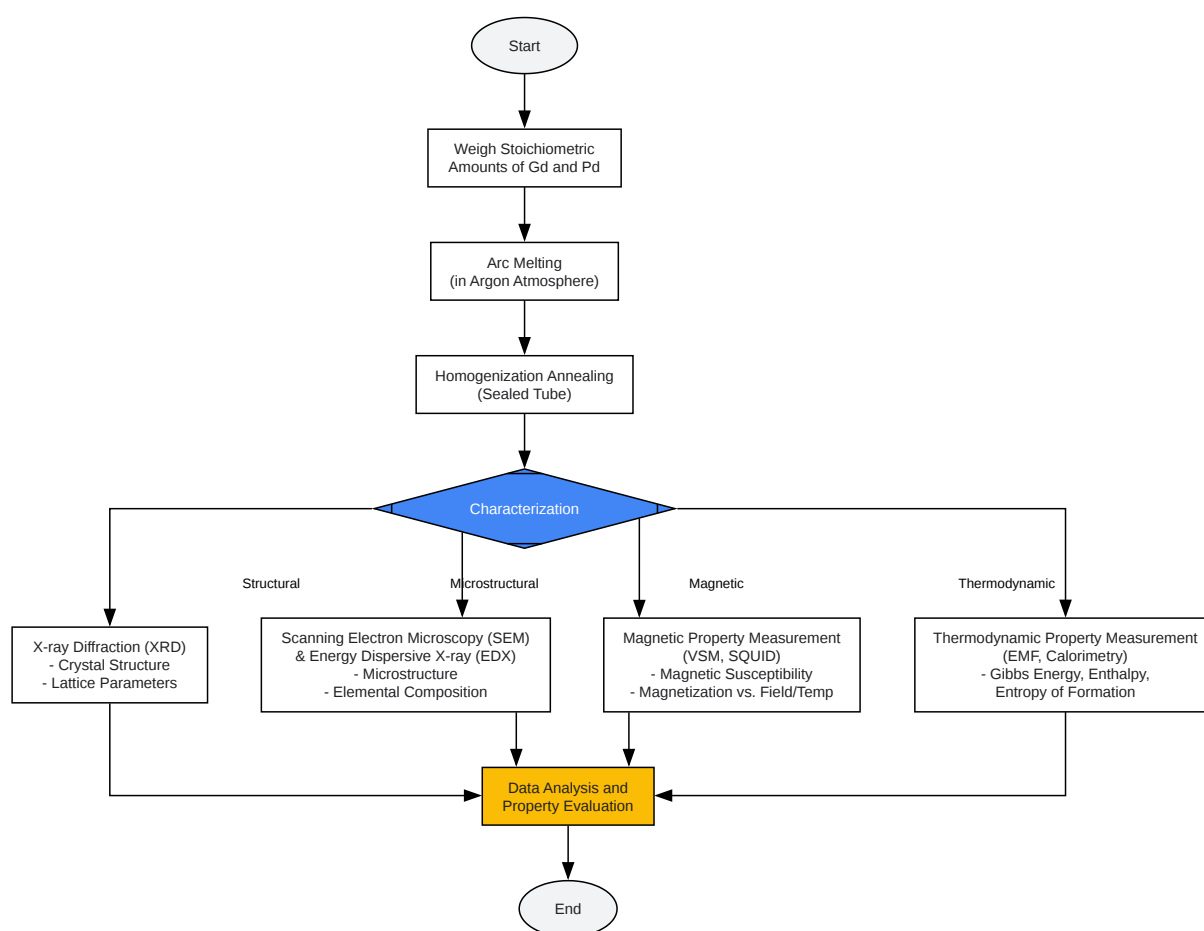 Start
Weigh Stoichiometric
Amounts of Gd and Pd
Arc Melting
(in Argon Atmosphere)
Homogenization Annealing
(Sealed Tube)
Characterization
Structural
Microstructural
Magnetic
Thermodynamic
X-ray Diffraction (XRD)
- Crystal Structure
- Lattice Parameters
Scanning Electron Microscopy (SEM)
& Energy Dispersive X-ray (EDX)
- Microstructure
- Elemental Composition
Magnetic Property Measurement
(VSM, SQUID)
- Magnetic Susceptibility
- Magnetization vs. Field/Temp
Thermodynamic Property Measurement
(EMF, Calorimetry)
- Gibbs Energy, Enthalpy,
Entropy of Formation
Data Analysis and
Property Evaluation
End